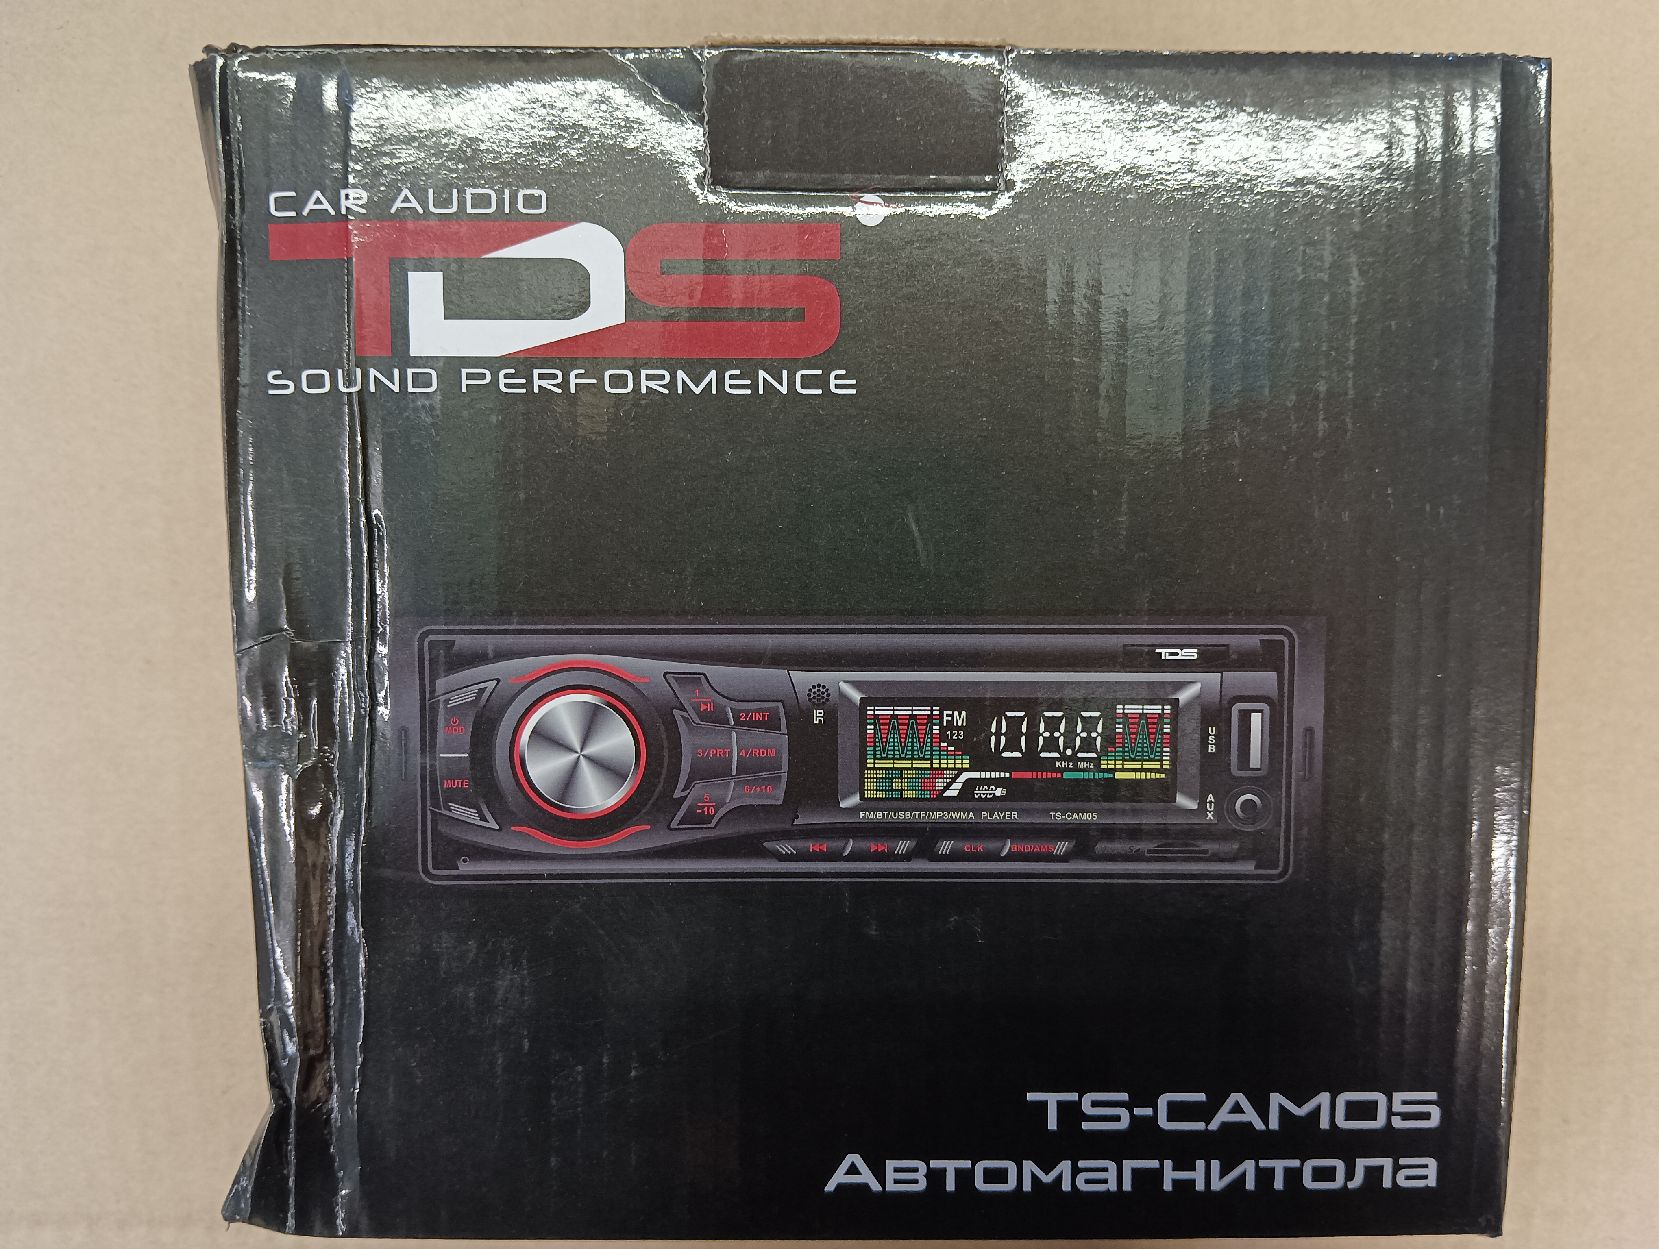 CAR AUDIO
TDS
SOUND PERFORMENCE
TDS
MOD
MUTE
1
2/INT
3/PRT 4/RDM
5
-10
6/+10
FM
123
108.8
KHz MHz
USB
AUX
FM/BT/USB/TF/MP3/WMA PLAYER TS-CAM05
CLK
BND/AMS
TS-CAM05
Автомагнитола